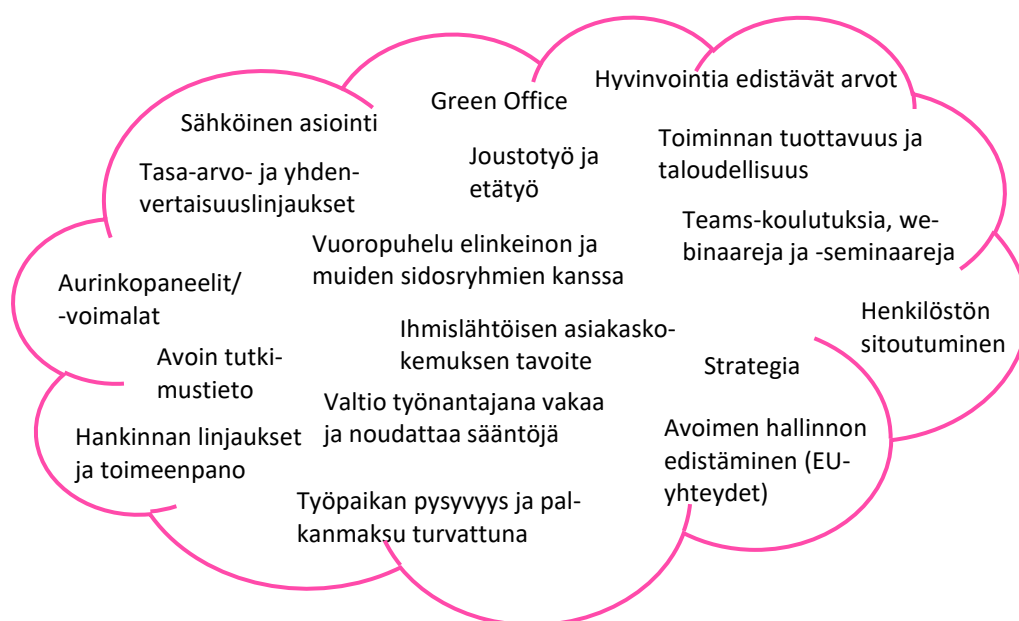 Hyvinvointia edistävät arvot
Green Office
Sähköinen asiointi
Toiminnan tuottavuus ja
taloudellisuus
Joustotyö ja
etätyö
Tasa-arvo- ja yhden-
vertaisuuslinjaukset
Teams-koulutuksia, we-
binaareja ja -seminaareja
Vuoropuhelu elinkeinon ja
muiden sidosryhmien kanssa
Aurinkopaneelit/
-voimalat
Henkilöstön
sitoutuminen
Ihmislähtöisen asiakasko-
kemuksen tavoite
Avoin tutki-
mustieto
Strategia
Valtio työnantajana vakaa
ja noudattaa sääntöjä
Hankinnan linjaukset
ja toimeenpano
Avoimen hallinnon
edistäminen (EU-
yhteydet)
Työpaikan pysyvyys ja pal-
kanmaksu turvattuna